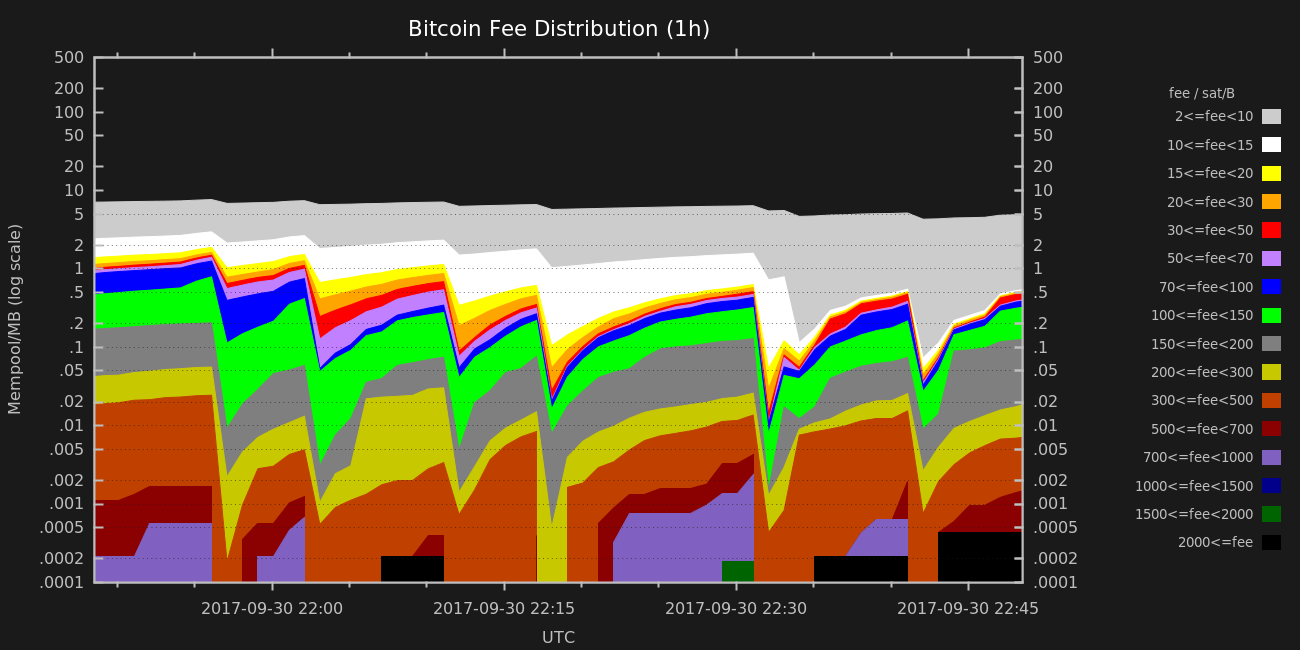 Bitcoin Fee Distribution (1h)
500
200
100
50
20
10
5
2
1
.5
.2
.1
.05
.02
.01
.005
.002
.001
.0005
.0002
.0001
Mempool/MB (log scale)
500
200
100
50
20
10
5
2
1
.5
.2
.1
.05
.02
.01
.005
.002
.001
.0005
.0002
.0001
2017-09-30 22:00
2017-09-30 22:15
2017-09-30 22:30
2017-09-30 22:45
UTC
fee / sat/B
2<=fee<10
10<=fee<15
15<=fee<20
20<=fee<30
30<=fee<50
50<=fee<70
70<=fee<100
100<=fee<150
150<=fee<200
200<=fee<300
300<=fee<500
500<=fee<700
700<=fee<1000
1000<=fee<1500
1500<=fee<2000
2000<=fee